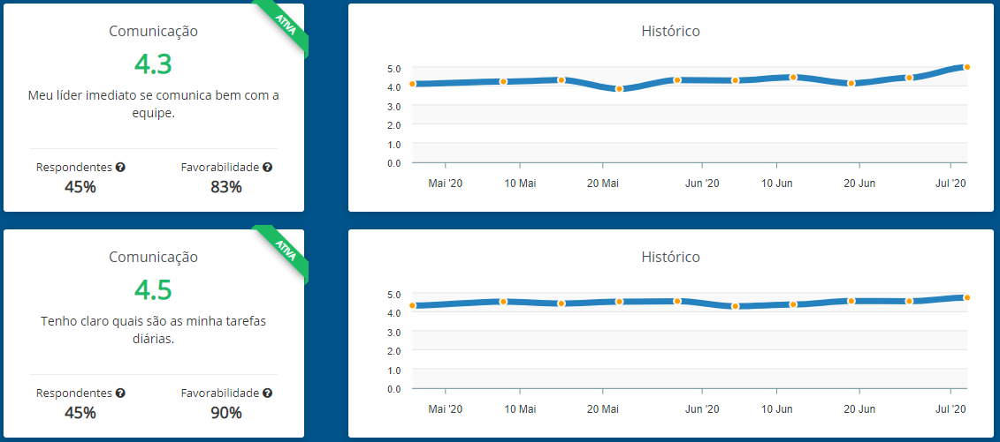 Comunicação
ATIVA
4.3
Meu líder imediato se comunica bem com a
equipe.
Respondentes
Favorabilidade
45%
83%
Histórico
5.0
4.0
3.0
2.0
1.0
0.0
Mai '20
10 Mai
20 Mai
Jun '20
10 Jun
20 Jun
Jul '20
Comunicação
ATIVA
4.5
Tenho claro quais são as minha tarefas
diárias.
Respondentes
Favorabilidade
45%
90%
Histórico
5.0
4.0
3.0
2.0
1.0
0.0
Mai '20
10 Mai
20 Mai
Jun '20
10 Jun
20 Jun
Jul '20